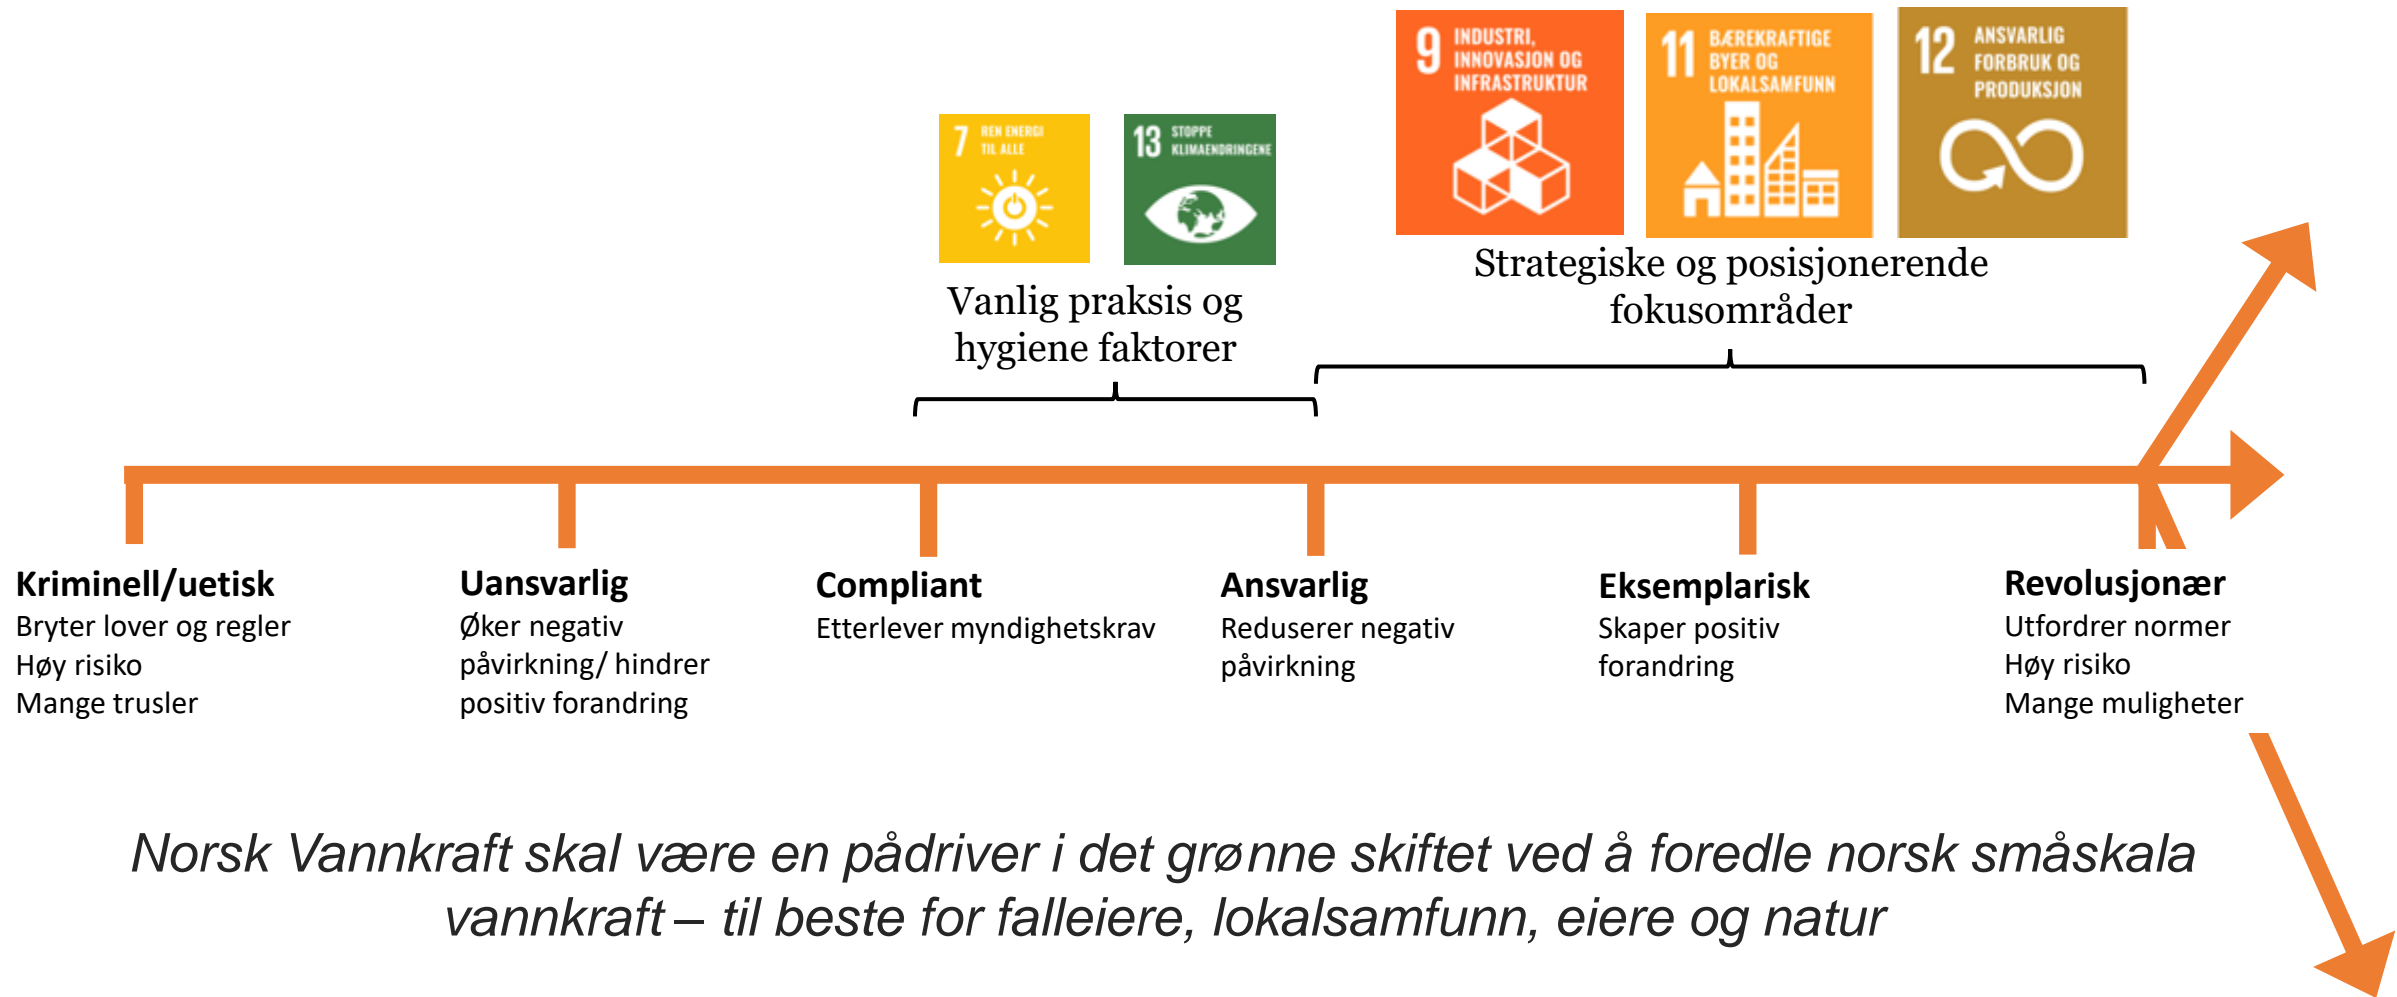 9 INDUSTRI,
INNOVASJON OG
INFRASTRUKTUR
11 BÆREKRAFTIGE
BYER OG
LOKALSAMFUNN
12 ANSVARLIG
FORBRUK OG
PRODUKSJON
7 REN ENERGI
TIL ALLE
13 STOPPE
KLIMAENDRINGENE
Vanlig praksis og
hygiene faktorer
Strategiske og posisjonerende
fokusområder
Kriminell/uetisk
Bryter lover og regler
Høy risiko
Mange trusler
Uansvarlig
Øker negativ
påvirkning/ hindrer
positiv forandring
Compliant
Etterlever myndighetskrav
Ansvarlig
Reduserer negativ
påvirkning
Eksemplarisk
Skaper positiv
forandring
Revolusjonær
Utfordrer normer
Høy risiko
Mange muligheter
Norsk Vannkraft skal være en pådriver i det grønne skiftet ved å foredle norsk småskala
vannkraft – til beste for falleiere, lokalsamfunn, eiere og natur